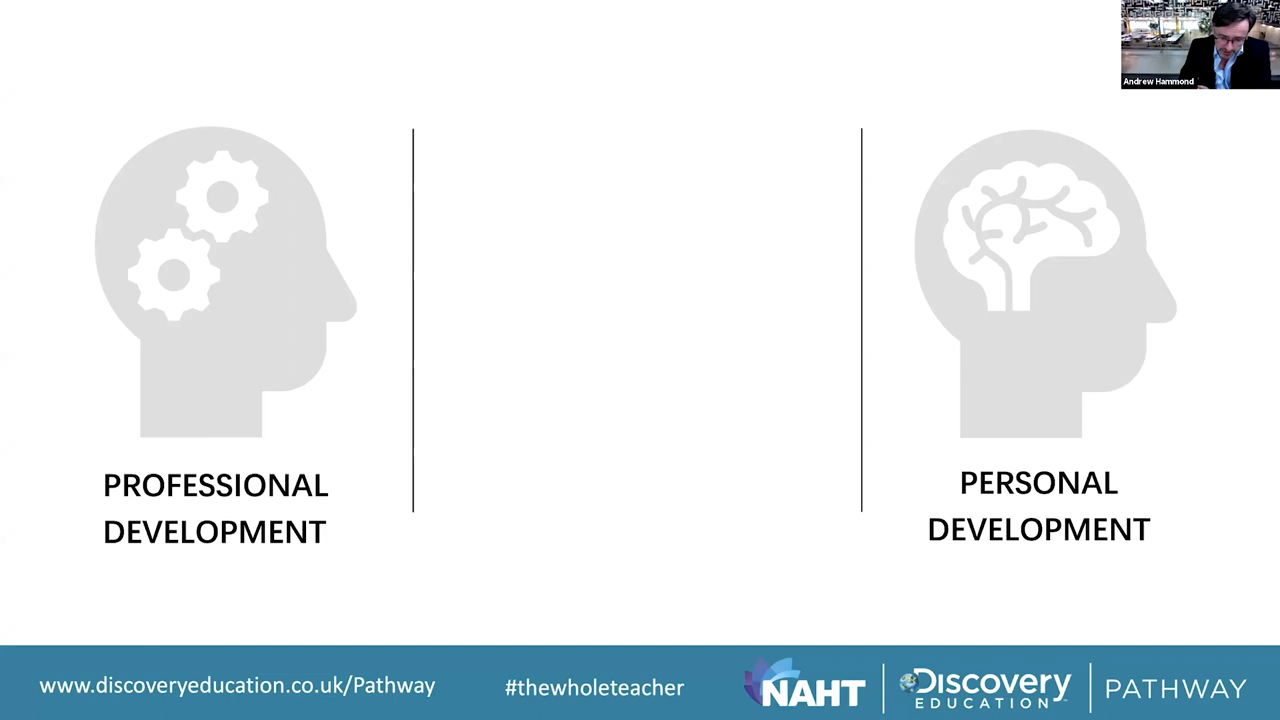 Andrew Hammond
PROFESSIONAL
DEVELOPMENT
PERSONAL
DEVELOPMENT
www.discoveryeducation.co.uk/Pathway
#thewholeteacher
NAHT
Discovery
EDUCATION
PATHWAY